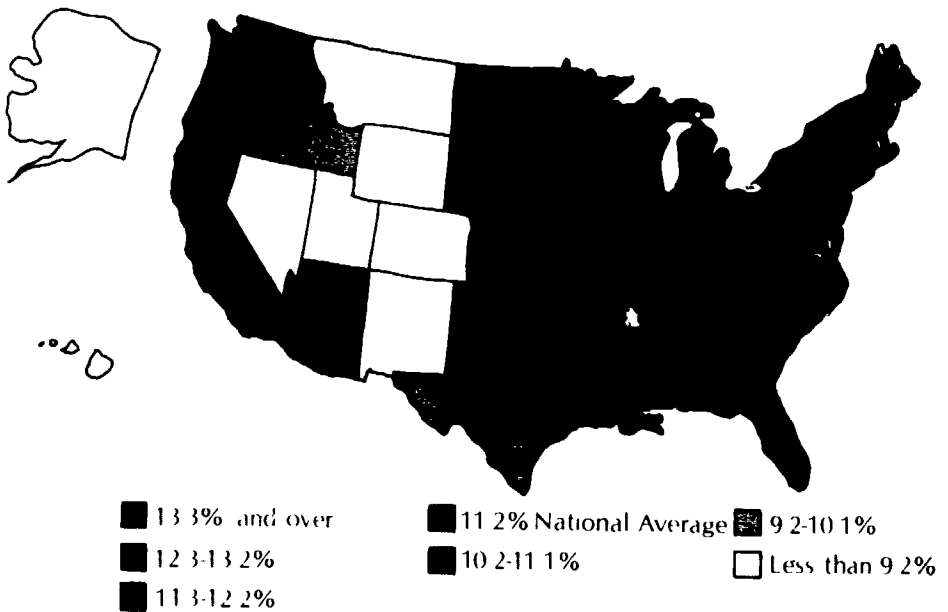 13.3% and over
12.3-13.2%
11.3-12.2%
11.2% National Average
10.2-11.1%
9.2-10.1%
Less than 9.2%